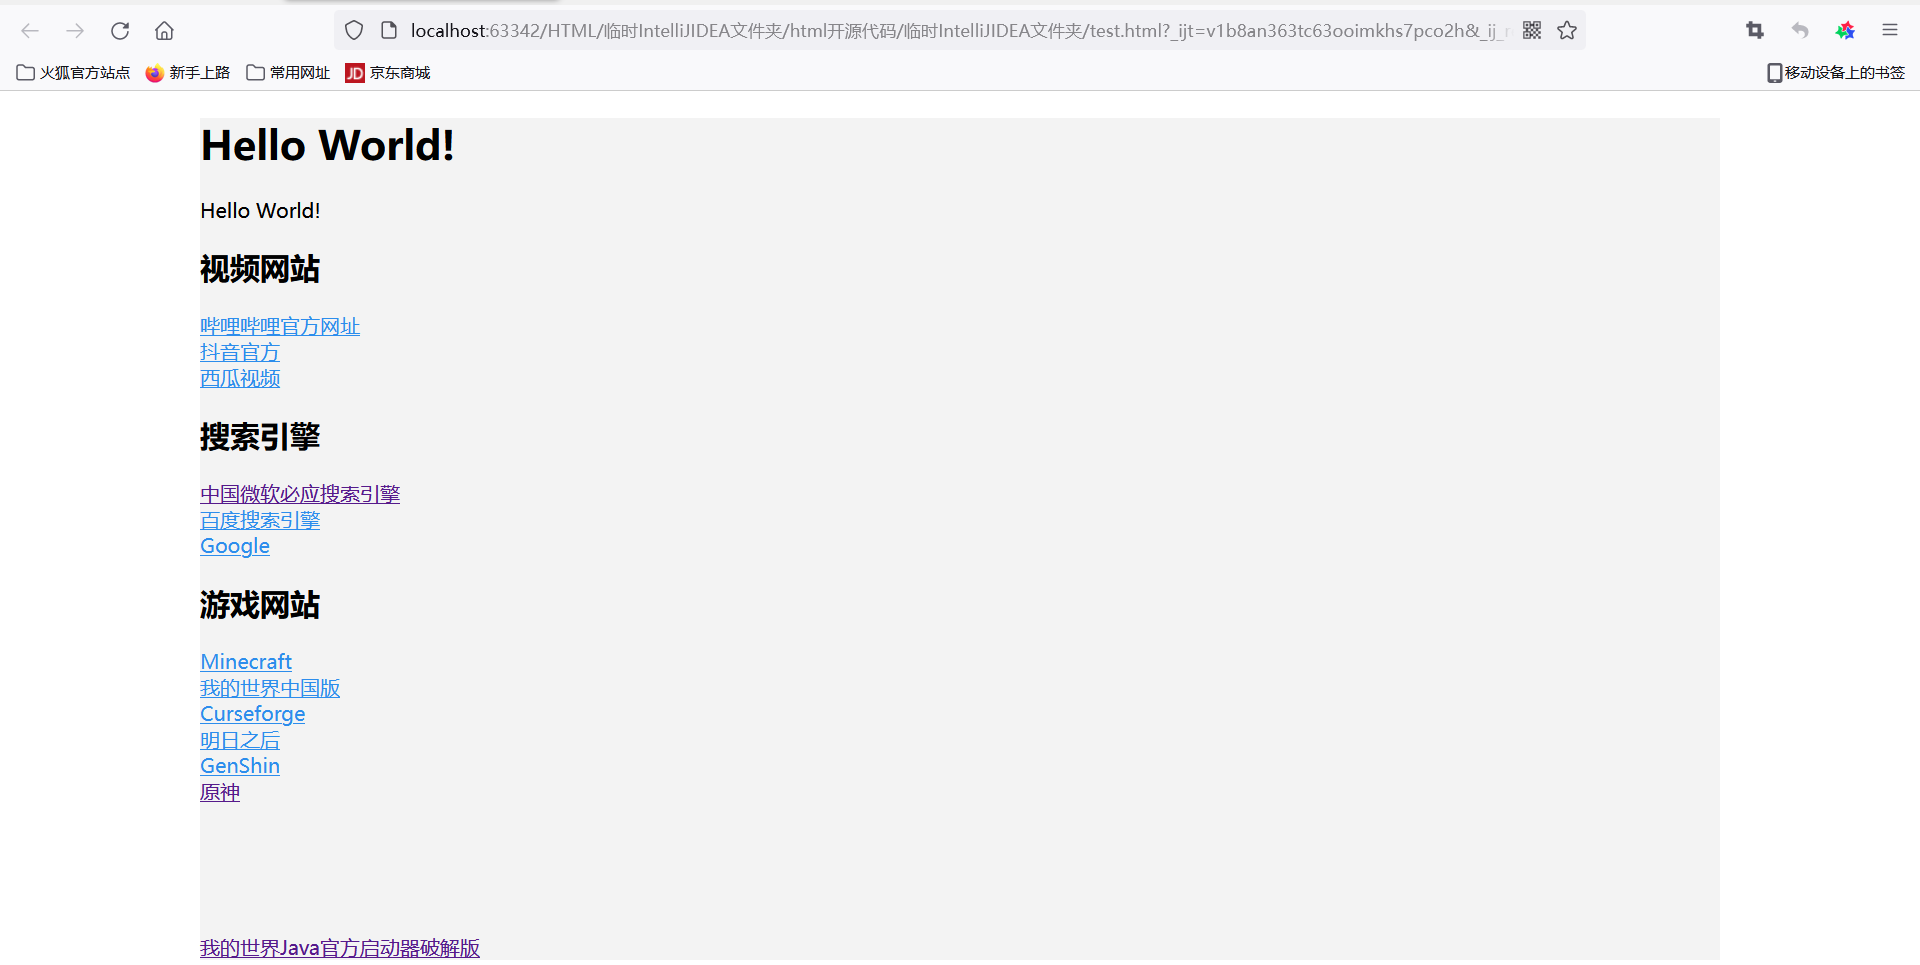 localhost:63342/HTML/临时IntelliJIDEA文件夹/html开源代码/临时IntelliJIDEA文件夹/test.html?_ijt=v1b8an363tc63ooimkhs7pco2h&_ij_r
火狐官方站点 新手上路 常用网址 JD 京东商城 移动设备上的书签
Hello World!
Hello World!
视频网站
哔哩哔哩官方网址
抖音官方
西瓜视频
搜索引擎
中国微软必应搜索引擎
百度搜索引擎
Google
游戏网站
Minecraft
我的世界中国版
Curseforge
明日之后
GenShin
原神
我的世界Java官方启动器破解版